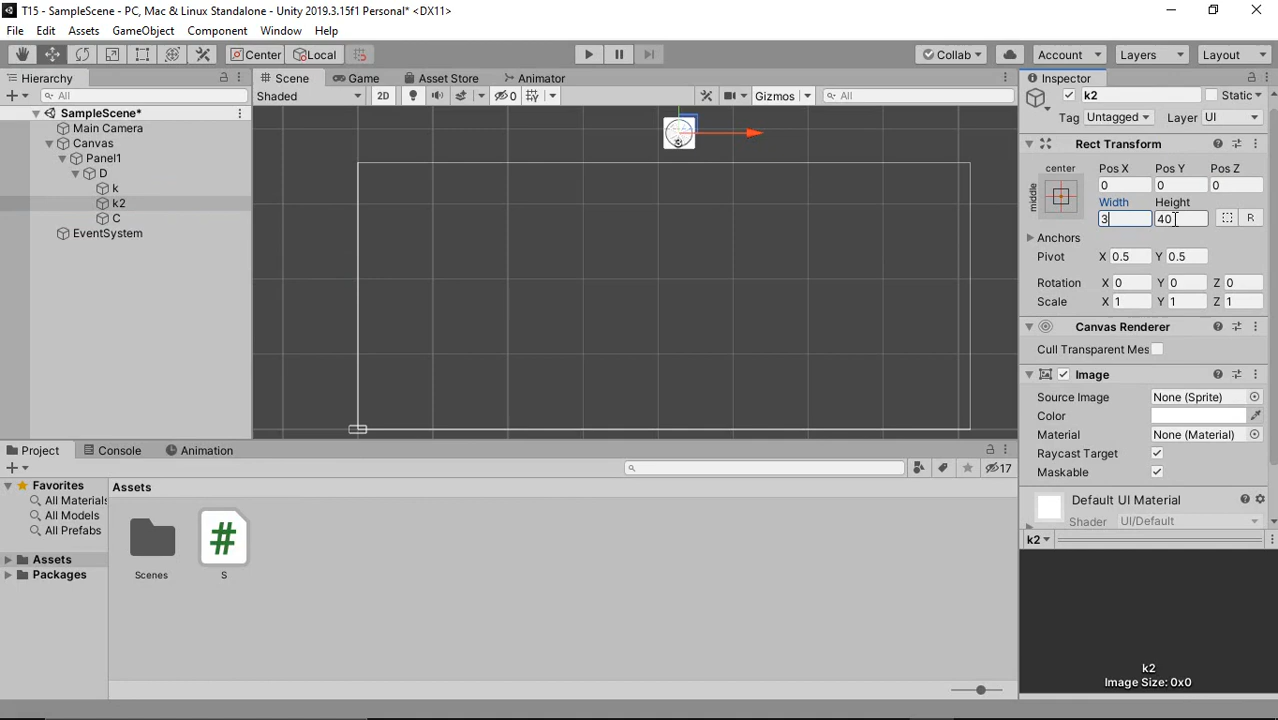 T15 - SampleScene - PC, Mac & Linux Standalone - Unity 2019.3.15f1 Personal* <DX11>
File Edit Assets GameObject Component Window Help
Center Local Collab Account Layers Layout
Hierarchy
All
SampleScene*
Main Camera
Canvas
Panel1
D
k
k2
C
EventSystem
Scene Game Asset Store Animator
Shaded 2D 0 Gizmos All
Inspector
k2 Static
Tag Untagged Layer UI
Rect Transform
center
middle
Pos X Pos Y Pos Z
0 0 0
Width Height
3 40 R
Anchors
Pivot X 0.5 Y 0.5
Rotation X 0 Y 0 Z 0
Scale X 1 Y 1 Z 1
Canvas Renderer
Cull Transparent Mes
Image
Source Image None (Sprite)
Color
Material None (Material)
Raycast Target
Maskable
Default UI Material
Shader UI/Default
k2
k2
Image Size: 0x0
Project Console Animation
17
Favorites
All Materials
All Models
All Prefabs
Assets
Packages
Assets
Scenes
#
S